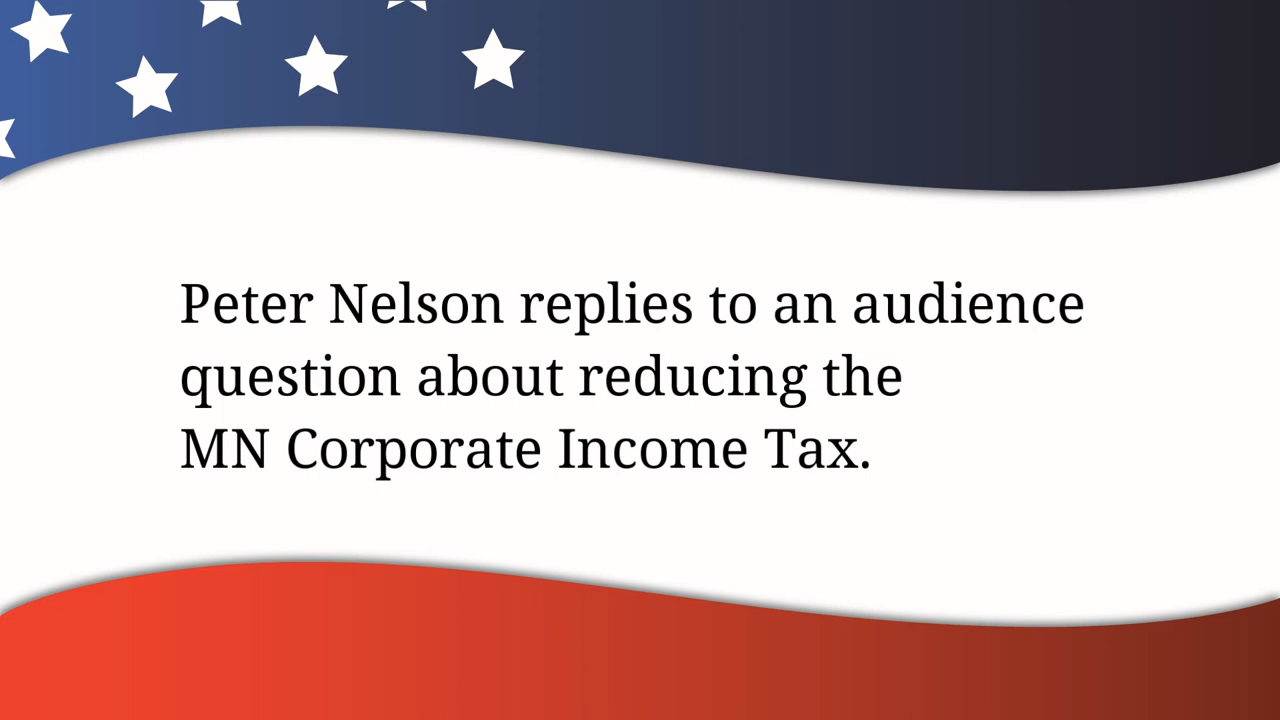 Peter Nelson replies to an audience
question about reducing the
MN Corporate Income Tax.